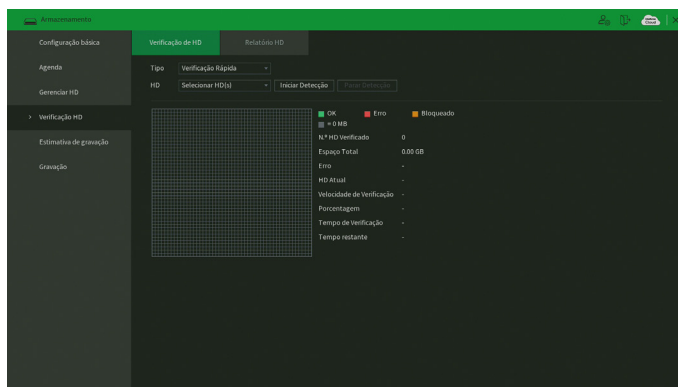 Armazenamento
Configuração básica
Agenda
Gerenciar HD
> Verificação HD
Estimativa de gravação
Gravação
Verificação de HD Relatório HD
Tipo Verificação Rápida
HD Selecionar HD(s) Iniciar Detecção Parar Detecção
OK Erro Bloqueado
= 0 MB
N.º HD Verificado 0
Espaço Total 0.00 GB
Erro -
HD Atual -
Velocidade de Verificação -
Porcentagem -
Tempo de Verificação -
Tempo restante -